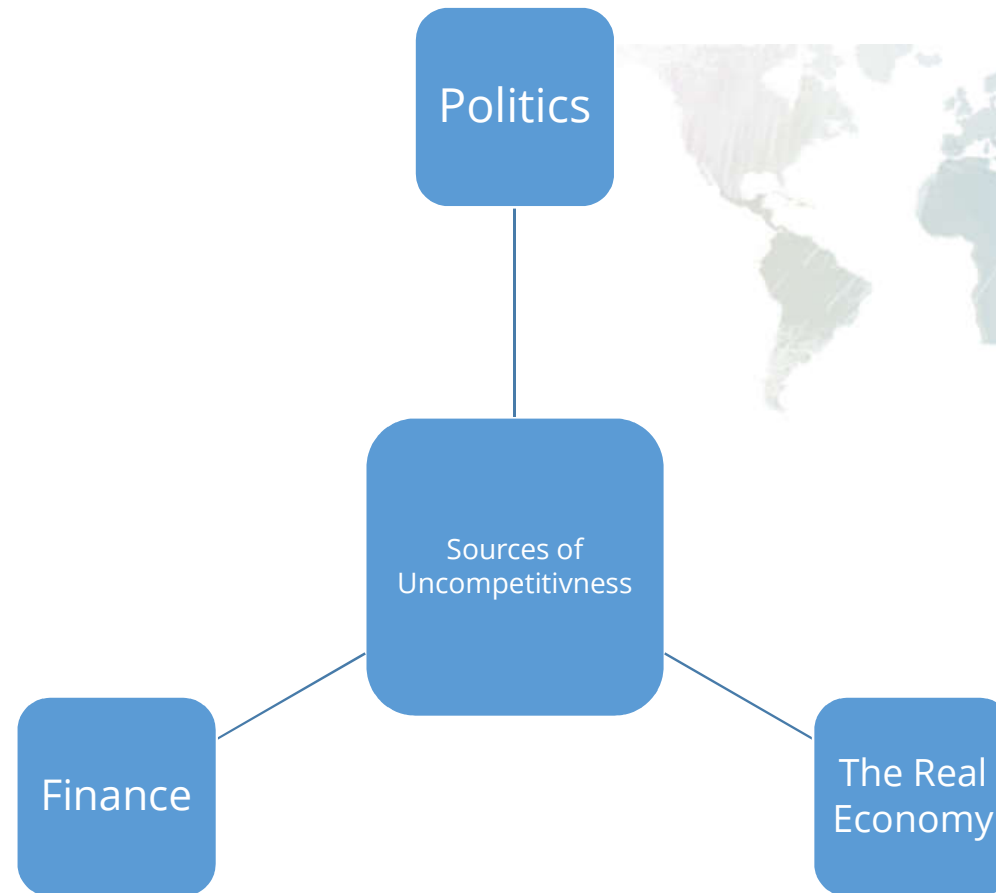 Politics
Sources of
Uncompetitivness
Finance
The Real
Economy